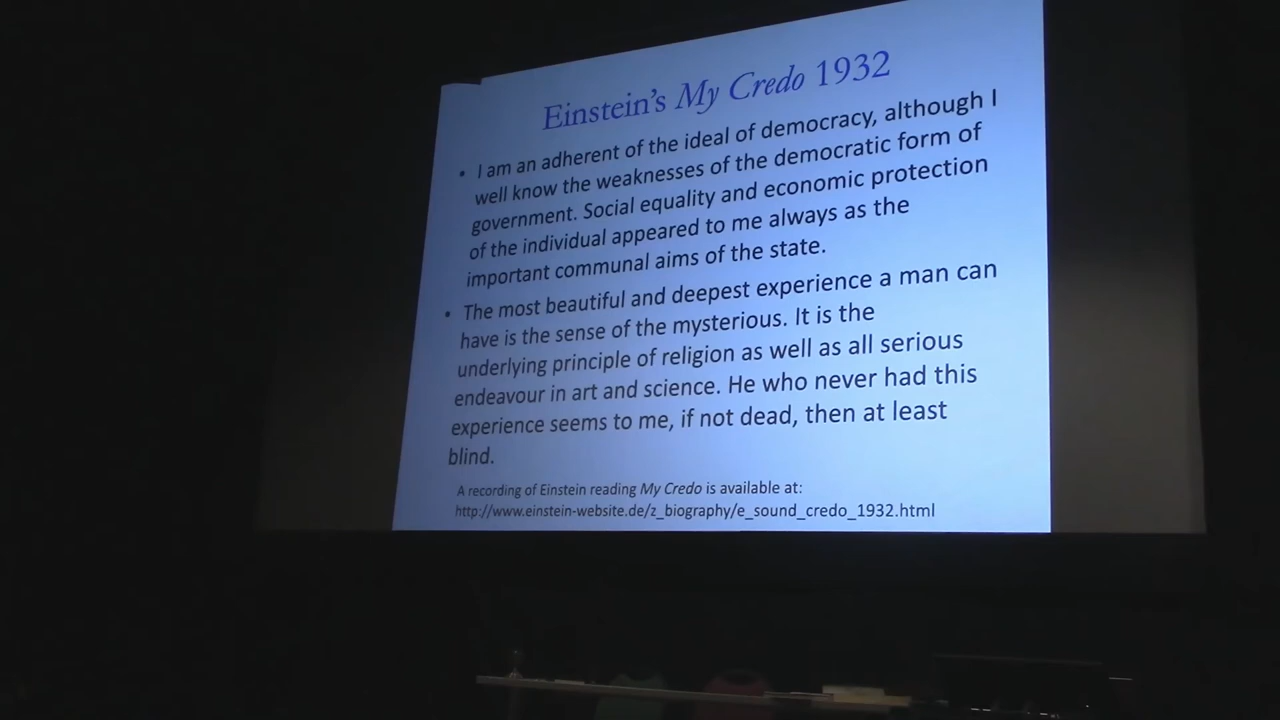 Einstein's My Credo 1932
• I am an adherent of the ideal of democracy, although I
well know the weaknesses of the democratic form of
government. Social equality and economic protection
of the individual appeared to me always as the
important communal aims of the state.
• The most beautiful and deepest experience a man can
have is the sense of the mysterious. It is the
underlying principle of religion as well as all serious
endeavour in art and science. He who never had this
experience seems to me, if not dead, then at least
blind.
A recording of Einstein reading My Credo is available at:
http://www.einstein-website.de/z_biography/e_sound_credo_1932.html